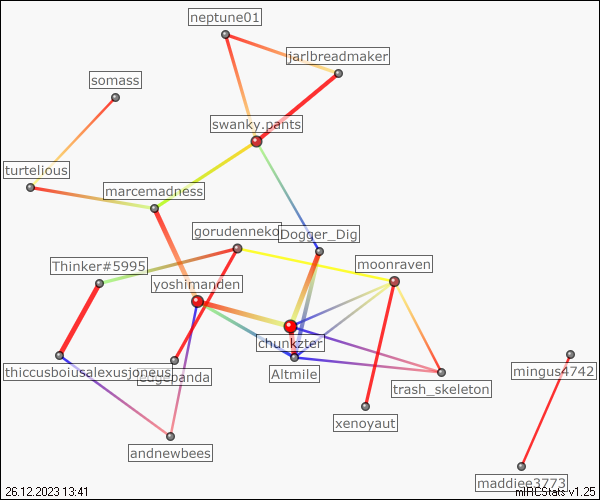 neptune01
jarlbreadmaker
somass
swanky.pants
turtelious
marcemadness
gorudenneko
Dogger_Dig
Thinker#5995
moonraven
yoshimanden
chunkzter
thiccusboiusalexusjoneus
Altmile
mingus4742
trash_skeleton
xenoyaut
andnewbees
maddiee3773
26.12.2023 13:41
mIRCStats v1.25